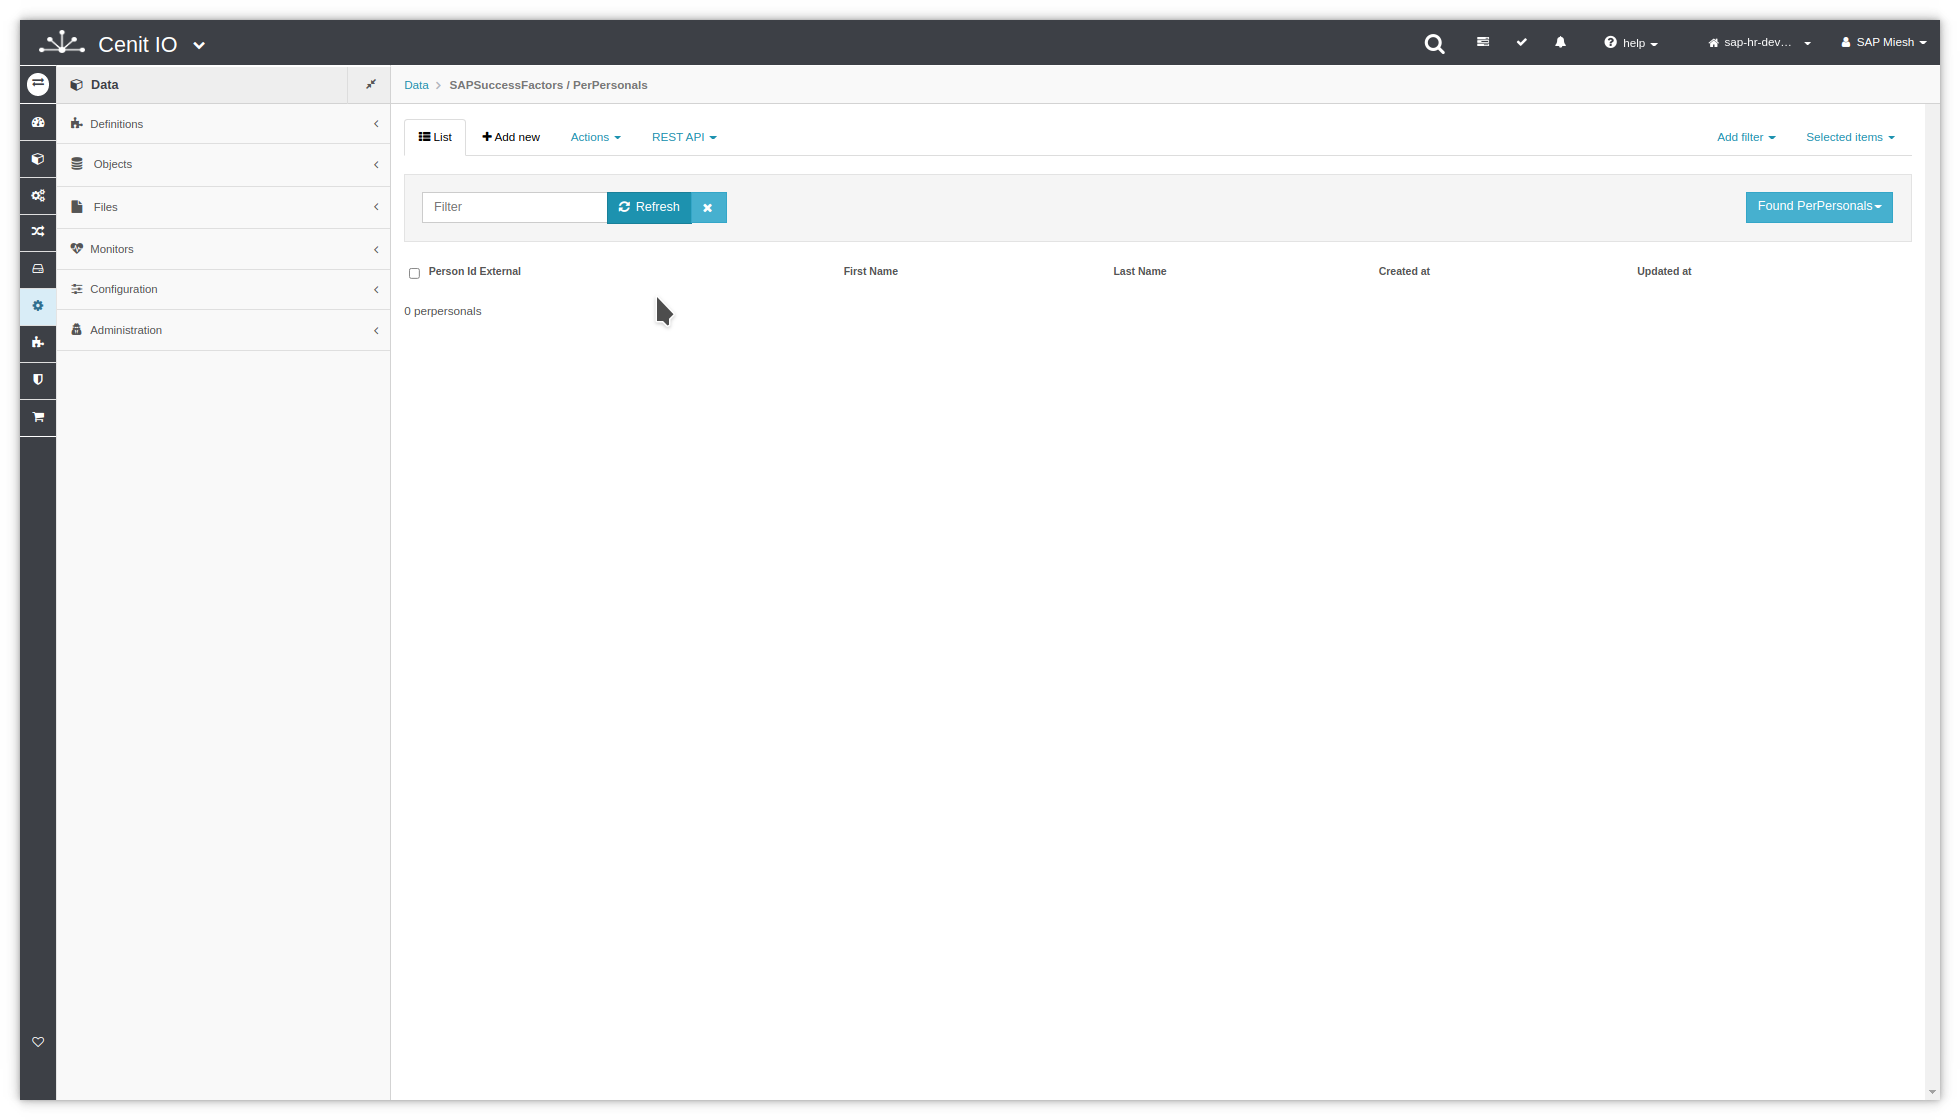 Cenit IO
help
sap-hr-dev...
SAP Miesh
Data
Definitions
Objects
Files
Monitors
Configuration
Administration
Data > SAPSuccessFactors / PerPersonals
List
Add new
Actions
REST API
Add filter
Selected items
Filter
Refresh
Found PerPersonals
Person Id External First Name Last Name Created at Updated at
0 perpersonals